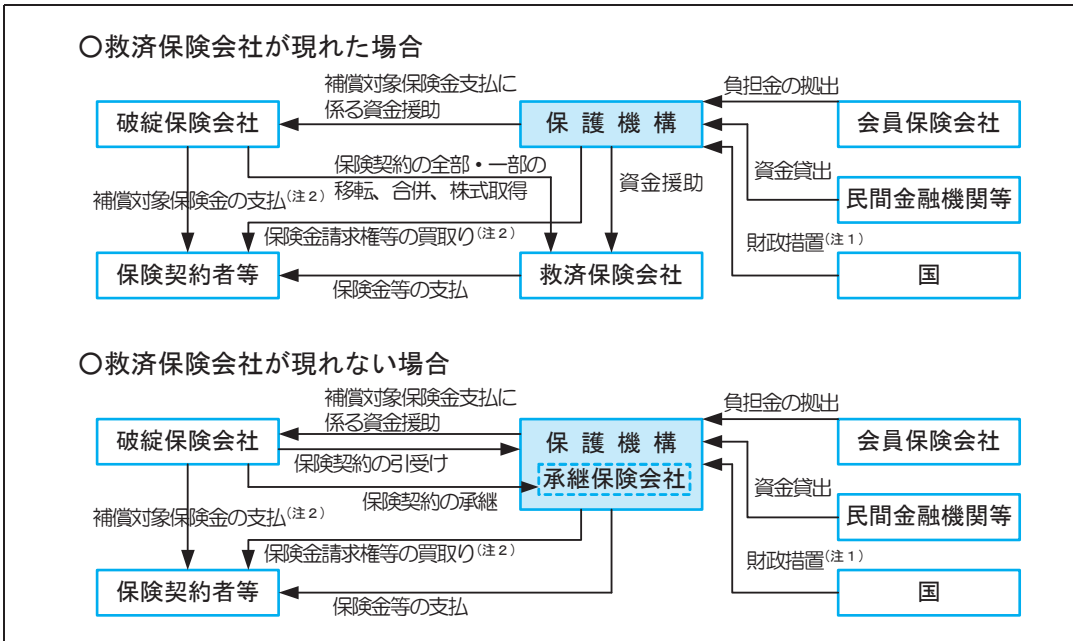 〇救済保険会社が現れた場合
補償対象保険金支払に
係る資金援助
負担金の拠出
破綻保険会社
保護機構
会員保険会社
保険契約の全部・一部の
移転、合併、株式取得
資金援助
資金貸出
民間金融機関等
補償対象保険金の支払(注2)
保険金請求権等の買取り(注2)
財政措置(注1)
保険契約者等
保険金等の支払
救済保険会社
国
〇救済保険会社が現れない場合
補償対象保険金支払に
係る資金援助
負担金の拠出
破綻保険会社
保護機構
会員保険会社
保険契約の引受け
承継保険会社
資金貸出
保険契約の承継
民間金融機関等
補償対象保険金の支払(注2)
保険金請求権等の買取り(注2)
財政措置(注1)
保険契約者等
保険金等の支払
国